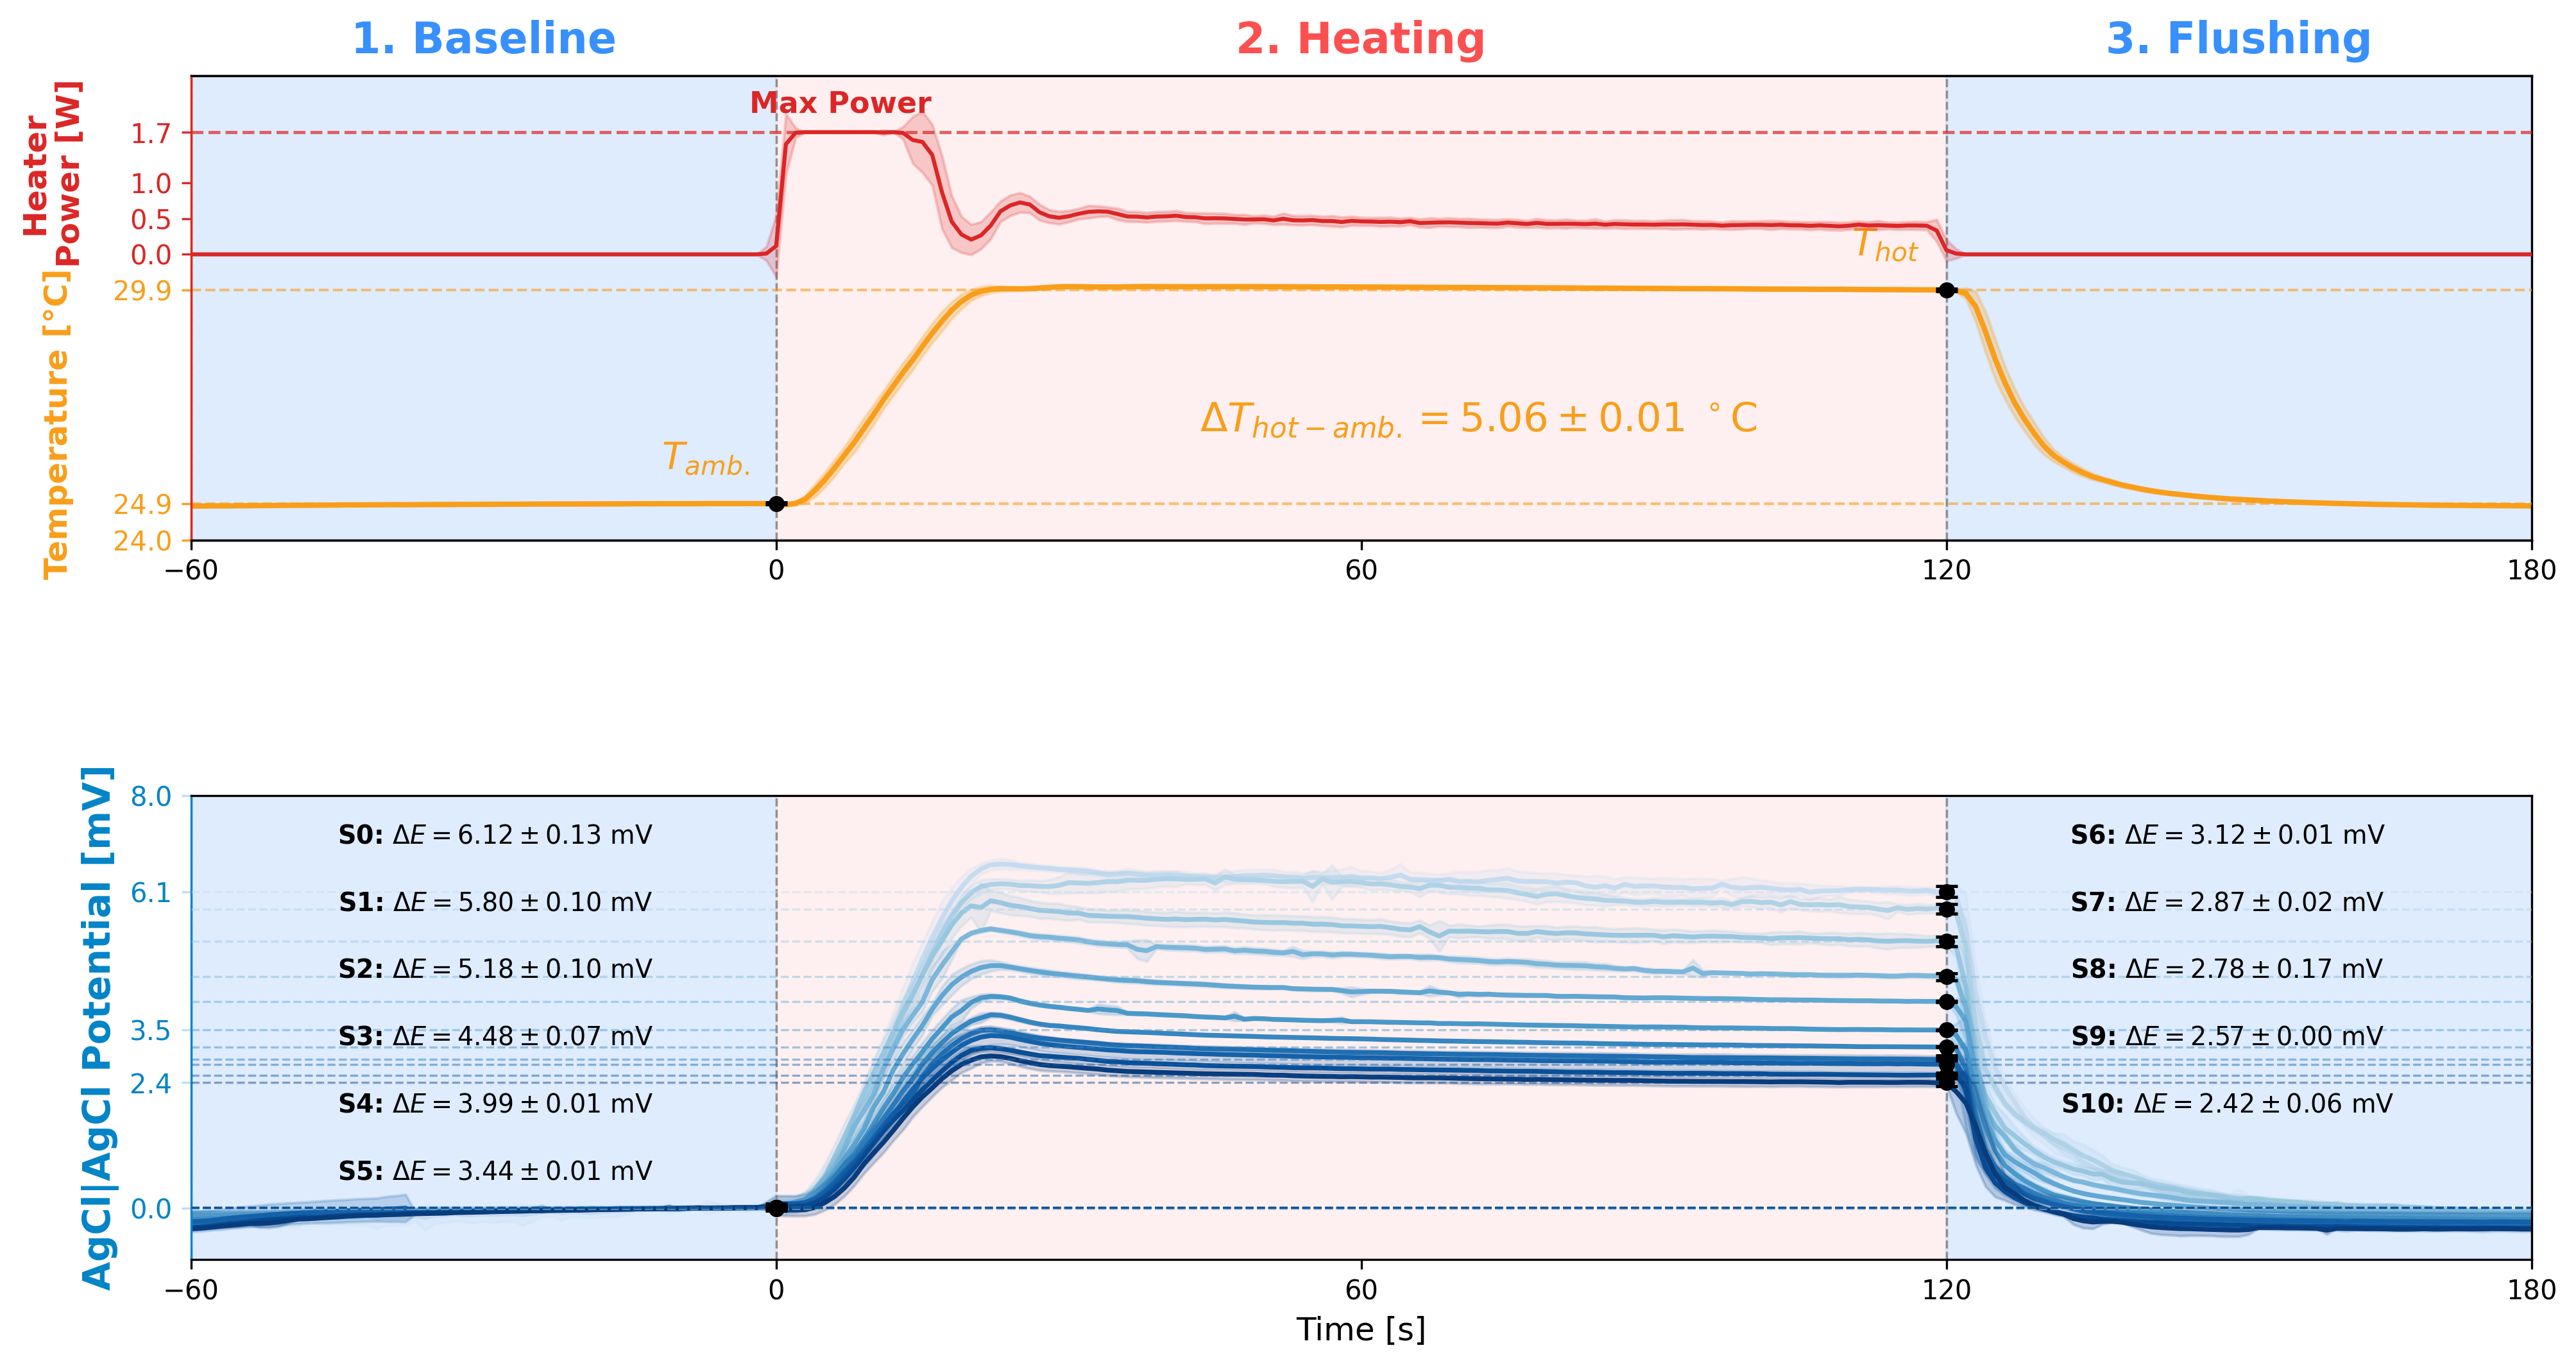 1. Baseline
2. Heating
3. Flushing
Heater
Power [W]
Max Power
1.7
1.0
0.5
0.0
Temperature [°C]
29.9
24.9
24.0
T_hot
ΔT_hot−amb. = 5.06 ± 0.01 °C
T_amb.
−60
0
60
120
180
AgCl|AgCl Potential [mV]
8.0
6.1
3.5
2.4
0.0
S0: ΔE = 6.12 ± 0.13 mV
S1: ΔE = 5.80 ± 0.10 mV
S2: ΔE = 5.18 ± 0.10 mV
S3: ΔE = 4.48 ± 0.07 mV
S4: ΔE = 3.99 ± 0.01 mV
S5: ΔE = 3.44 ± 0.01 mV
S6: ΔE = 3.12 ± 0.01 mV
S7: ΔE = 2.87 ± 0.02 mV
S8: ΔE = 2.78 ± 0.17 mV
S9: ΔE = 2.57 ± 0.00 mV
S10: ΔE = 2.42 ± 0.06 mV
−60
0
60
120
180
Time [s]